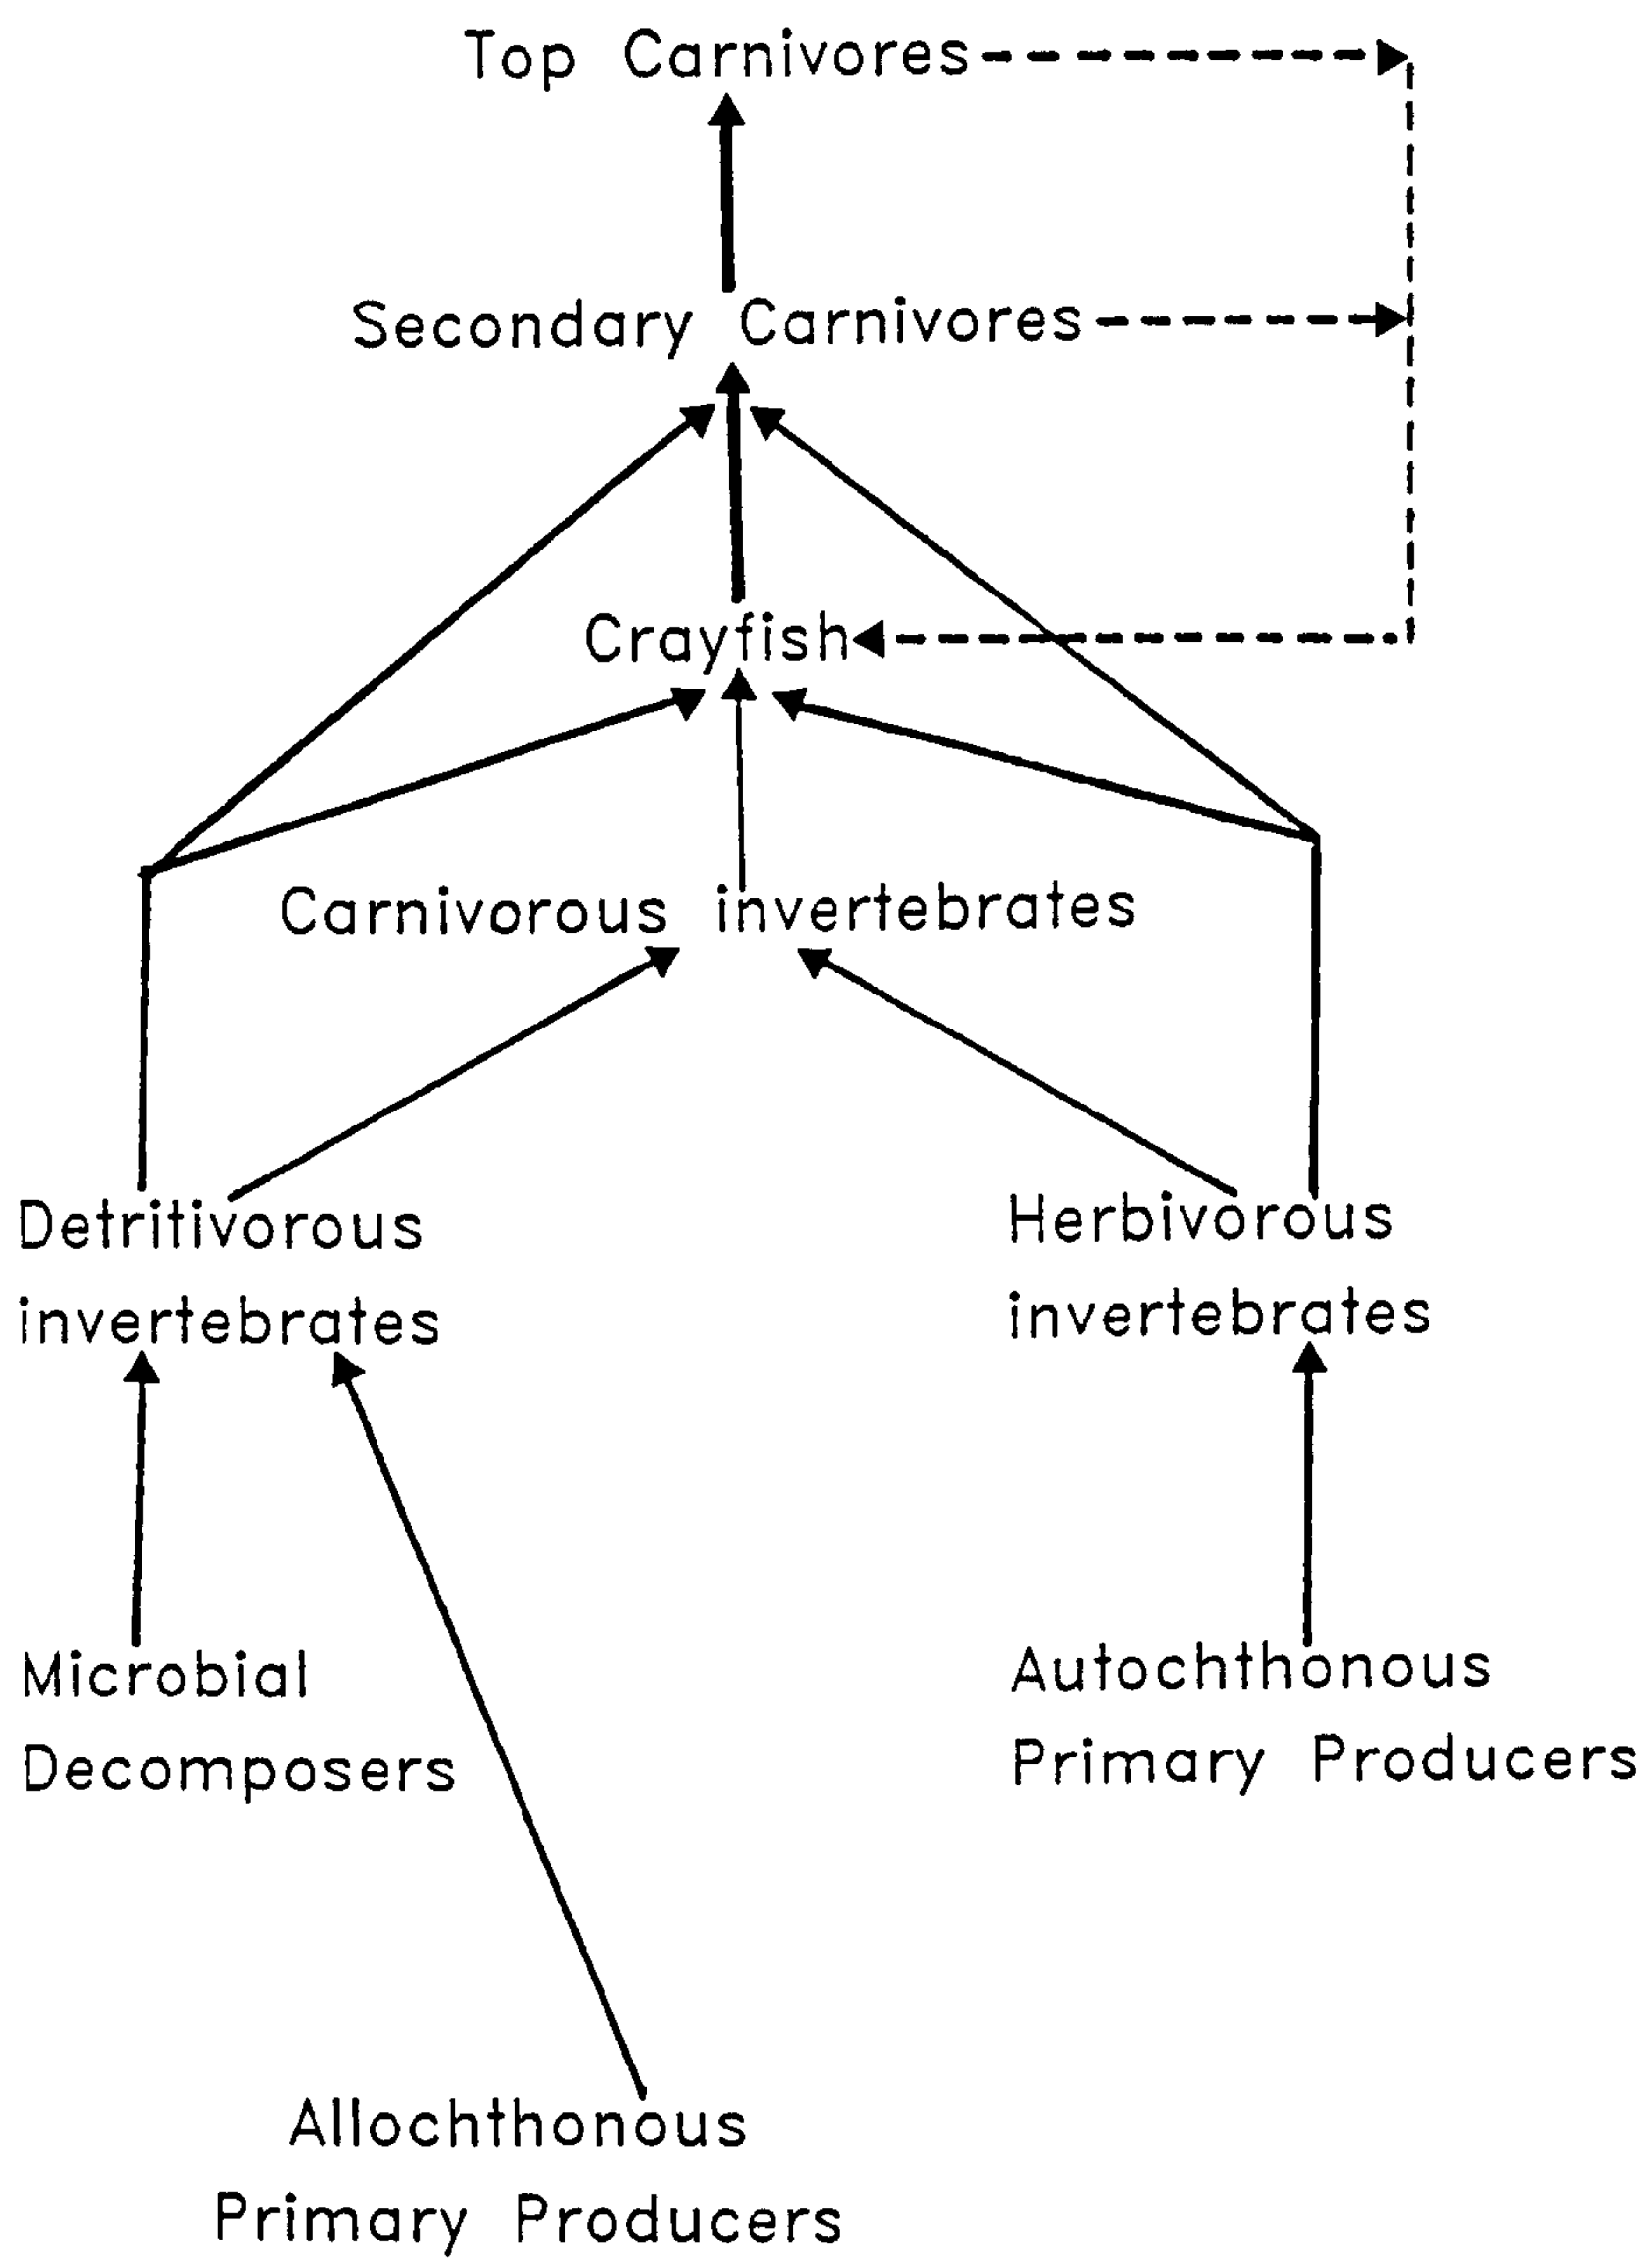 Top Carnivores
Secondary Carnivores
Crayfish
Carnivorous invertebrates
Detritivorous
invertebrates
Herbivorous
invertebrates
Microbial
Decomposers
Autochthonous
Primary Producers
Allochthonous
Primary Producers